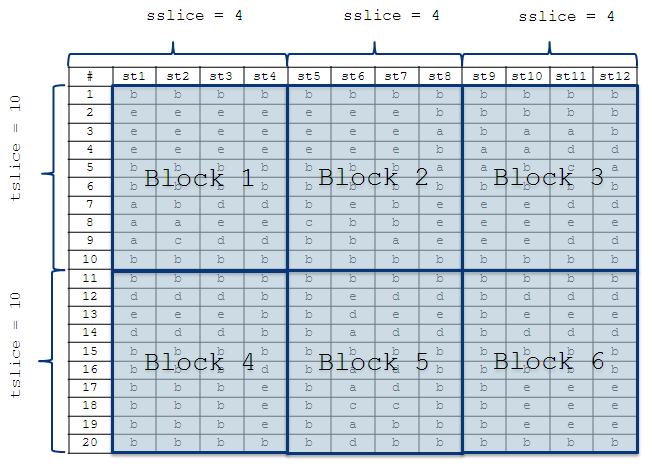 sslice = 4 sslice = 4 sslice = 4
# st1 st2 st3 st4 st5 st6 st7 st8 st9 st10 st11 st12
tslice = 10
1 b b b b b b b b b b b b
2 e e e e e e e b b b b b
3 e e e e e e e a b a a b
4 e e e e e e e b a a d d
5 b b b b b b b a a b a
Block 1 Block 2 Block 3
6 b b b b b b b b b b b b
7 a b d d b e b e e e d d
8 a a e e c b b e e e e e
9 a c d d b b a e e e d d
10 b b b b b b b b b b b b
tslice = 10
11 b b b b b b b b b b b b
12 d d d b b e d d b d d d
13 e e e b b d e e b e e e
14 d d d b b a d d b d d d
15 b b b b b b b b b b b b
Block 4 Block 5 Block 6
16 b b b d b d b b b b
17 b b b e b a d b b e e e
18 b b b e b c c b b e e e
19 b b b e b a b b b e e e
20 b b b b b d b b b b b b